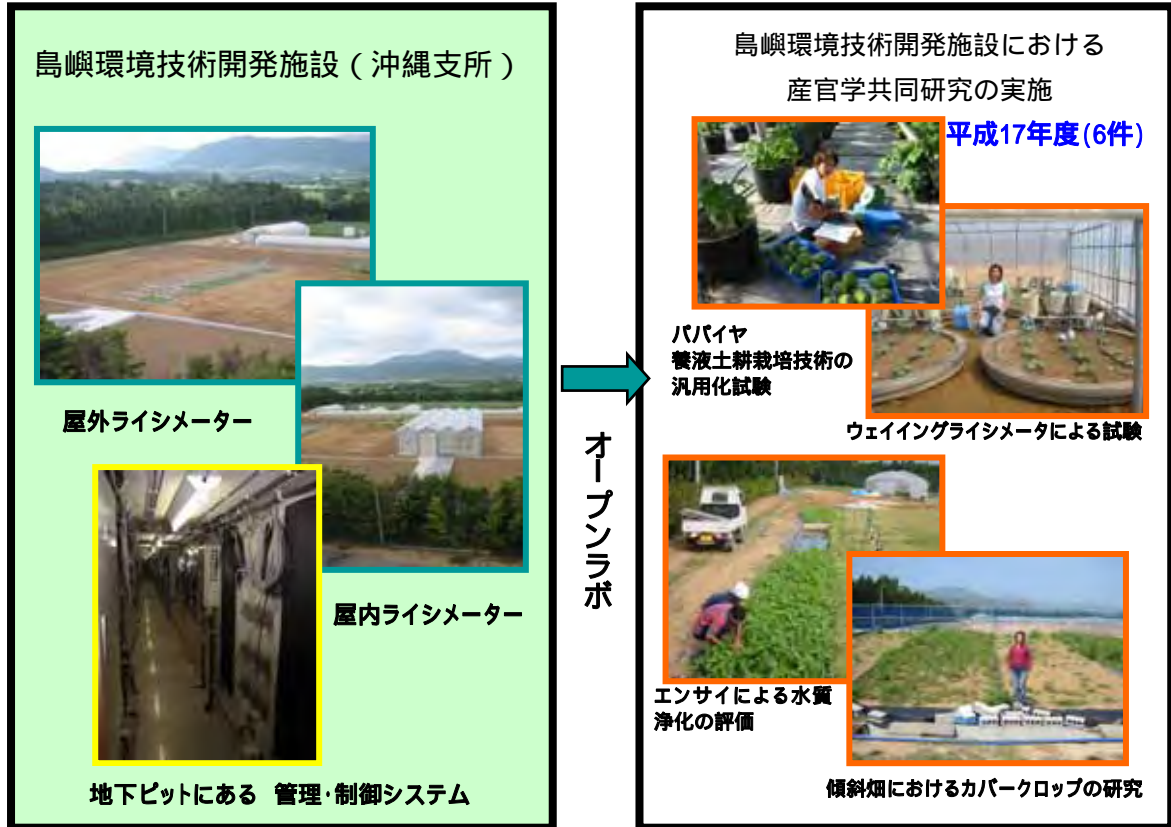 島嶼環境技術開発施設（沖縄支所）
屋外ライシメーター
屋内ライシメーター
地下ピットにある 管理・制御システム
オープンラボ
島嶼環境技術開発施設における
産官学共同研究の実施
平成17年度(6件)
パパイヤ
養液土耕栽培技術の
汎用化試験
ウェイイングライシメータによる試験
エンサイによる水質
浄化の評価
傾斜畑におけるカバークロップの研究